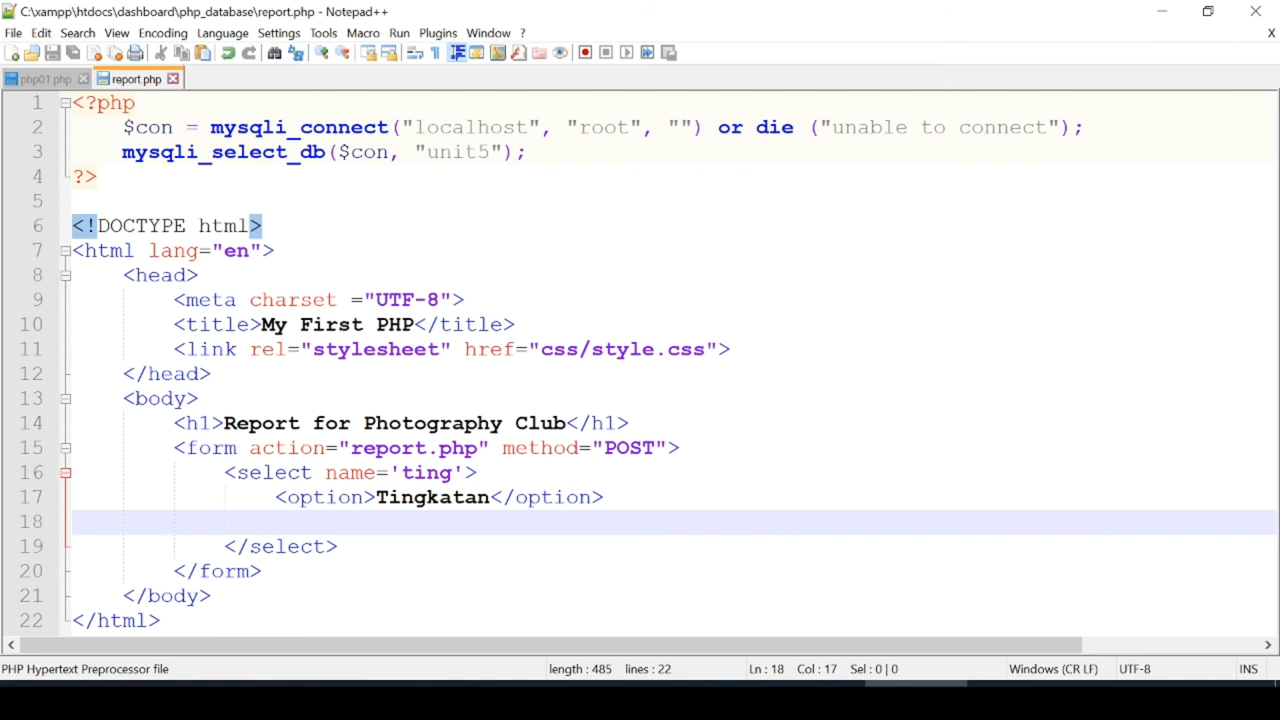 C:\xampp\htdocs\dashboard\php_database\report.php - Notepad++
File Edit Search View Encoding Language Settings Tools Macro Run Plugins Window ? X
php01.php report.php
1 <?php
2 $con = mysqli_connect("localhost", "root", "") or die ("unable to connect");
3 mysqli_select_db($con, "unit5");
4 ?>
5
6 <!DOCTYPE html>
7 <html lang="en">
8 <head>
9 <meta charset ="UTF-8">
10 <title>My First PHP</title>
11 <link rel="stylesheet" href="css/style.css">
12 </head>
13 <body>
14 <h1>Report for Photography Club</h1>
15 <form action="report.php" method="POST">
16 <select name='ting'>
17 <option>Tingkatan</option>
18
19 </select>
20 </form>
21 </body>
22 </html>
PHP Hypertext Preprocessor file length : 485 lines : 22 Ln : 18 Col : 17 Sel : 0 | 0 Windows (CR LF) UTF-8 INS